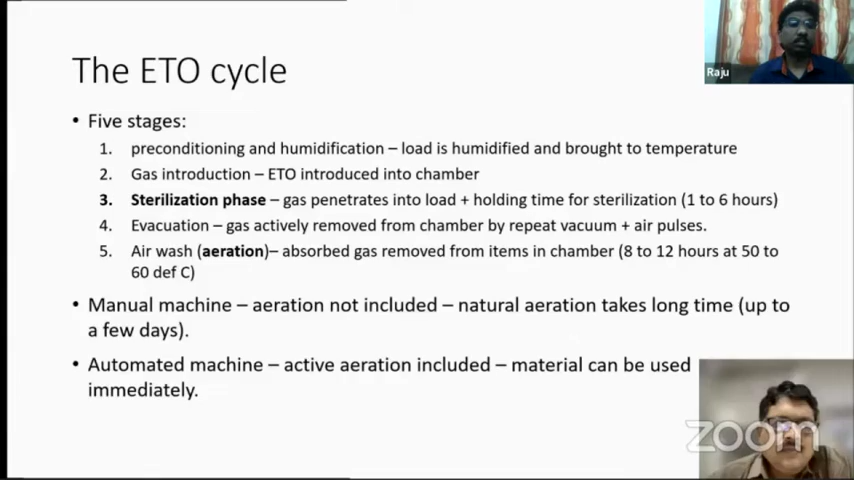 The ETO cycle
Raju
• Five stages:
1. preconditioning and humidification – load is humidified and brought to temperature
2. Gas introduction – ETO introduced into chamber
3. Sterilization phase – gas penetrates into load + holding time for sterilization (1 to 6 hours)
4. Evacuation – gas actively removed from chamber by repeat vacuum + air pulses.
5. Air wash (aeration)– absorbed gas removed from items in chamber (8 to 12 hours at 50 to
60 def C)
• Manual machine – aeration not included – natural aeration takes long time (up to
a few days).
• Automated machine – active aeration included – material can be used
immediately.
zoom